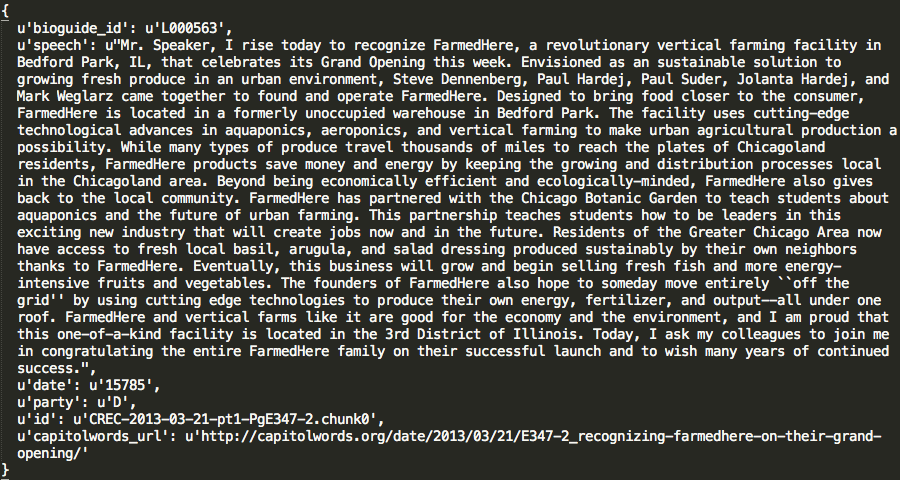 {
u'bioguide_id': u'L000563',
u'speech': u"Mr. Speaker, I rise today to recognize FarmedHere, a revolutionary vertical farming facility in
Bedford Park, IL, that celebrates its Grand Opening this week. Envisioned as an sustainable solution to
growing fresh produce in an urban environment, Steve Dennenberg, Paul Hardej, Paul Suder, Jolanta Hardej, and
Mark Weglarz came together to found and operate FarmedHere. Designed to bring food closer to the consumer,
FarmedHere is located in a formerly unoccupied warehouse in Bedford Park. The facility uses cutting-edge
technological advances in aquaponics, aeroponics, and vertical farming to make urban agricultural production a
possibility. While many types of produce travel thousands of miles to reach the plates of Chicagoland
residents, FarmedHere products save money and energy by keeping the growing and distribution processes local
in the Chicagoland area. Beyond being economically efficient and ecologically-minded, FarmedHere also gives
back to the local community. FarmedHere has partnered with the Chicago Botanic Garden to teach students about
aquaponics and the future of urban farming. This partnership teaches students how to be leaders in this
exciting new industry that will create jobs now and in the future. Residents of the Greater Chicago Area now
have access to fresh local basil, arugula, and salad dressing produced sustainably by their own neighbors
thanks to FarmedHere. Eventually, this business will grow and begin selling fresh fish and more energy-
intensive fruits and vegetables. The founders of FarmedHere also hope to someday move entirely ``off the
grid'' by using cutting edge technologies to produce their own energy, fertilizer, and output--all under one
roof. FarmedHere and vertical farms like it are good for the economy and the environment, and I am proud that
this one-of-a-kind facility is located in the 3rd District of Illinois. Today, I ask my colleagues to join me
in congratulating the entire FarmedHere family on their successful launch and to wish many years of continued
success.",
u'date': u'15785',
u'party': u'D',
u'id': u'CREC-2013-03-21-pt1-PgE347-2.chunk0',
u'capitolwords_url': u'http://capitolwords.org/date/2013/03/21/E347-2_recognizing-farmedhere-on-their-grand-
opening/'
}